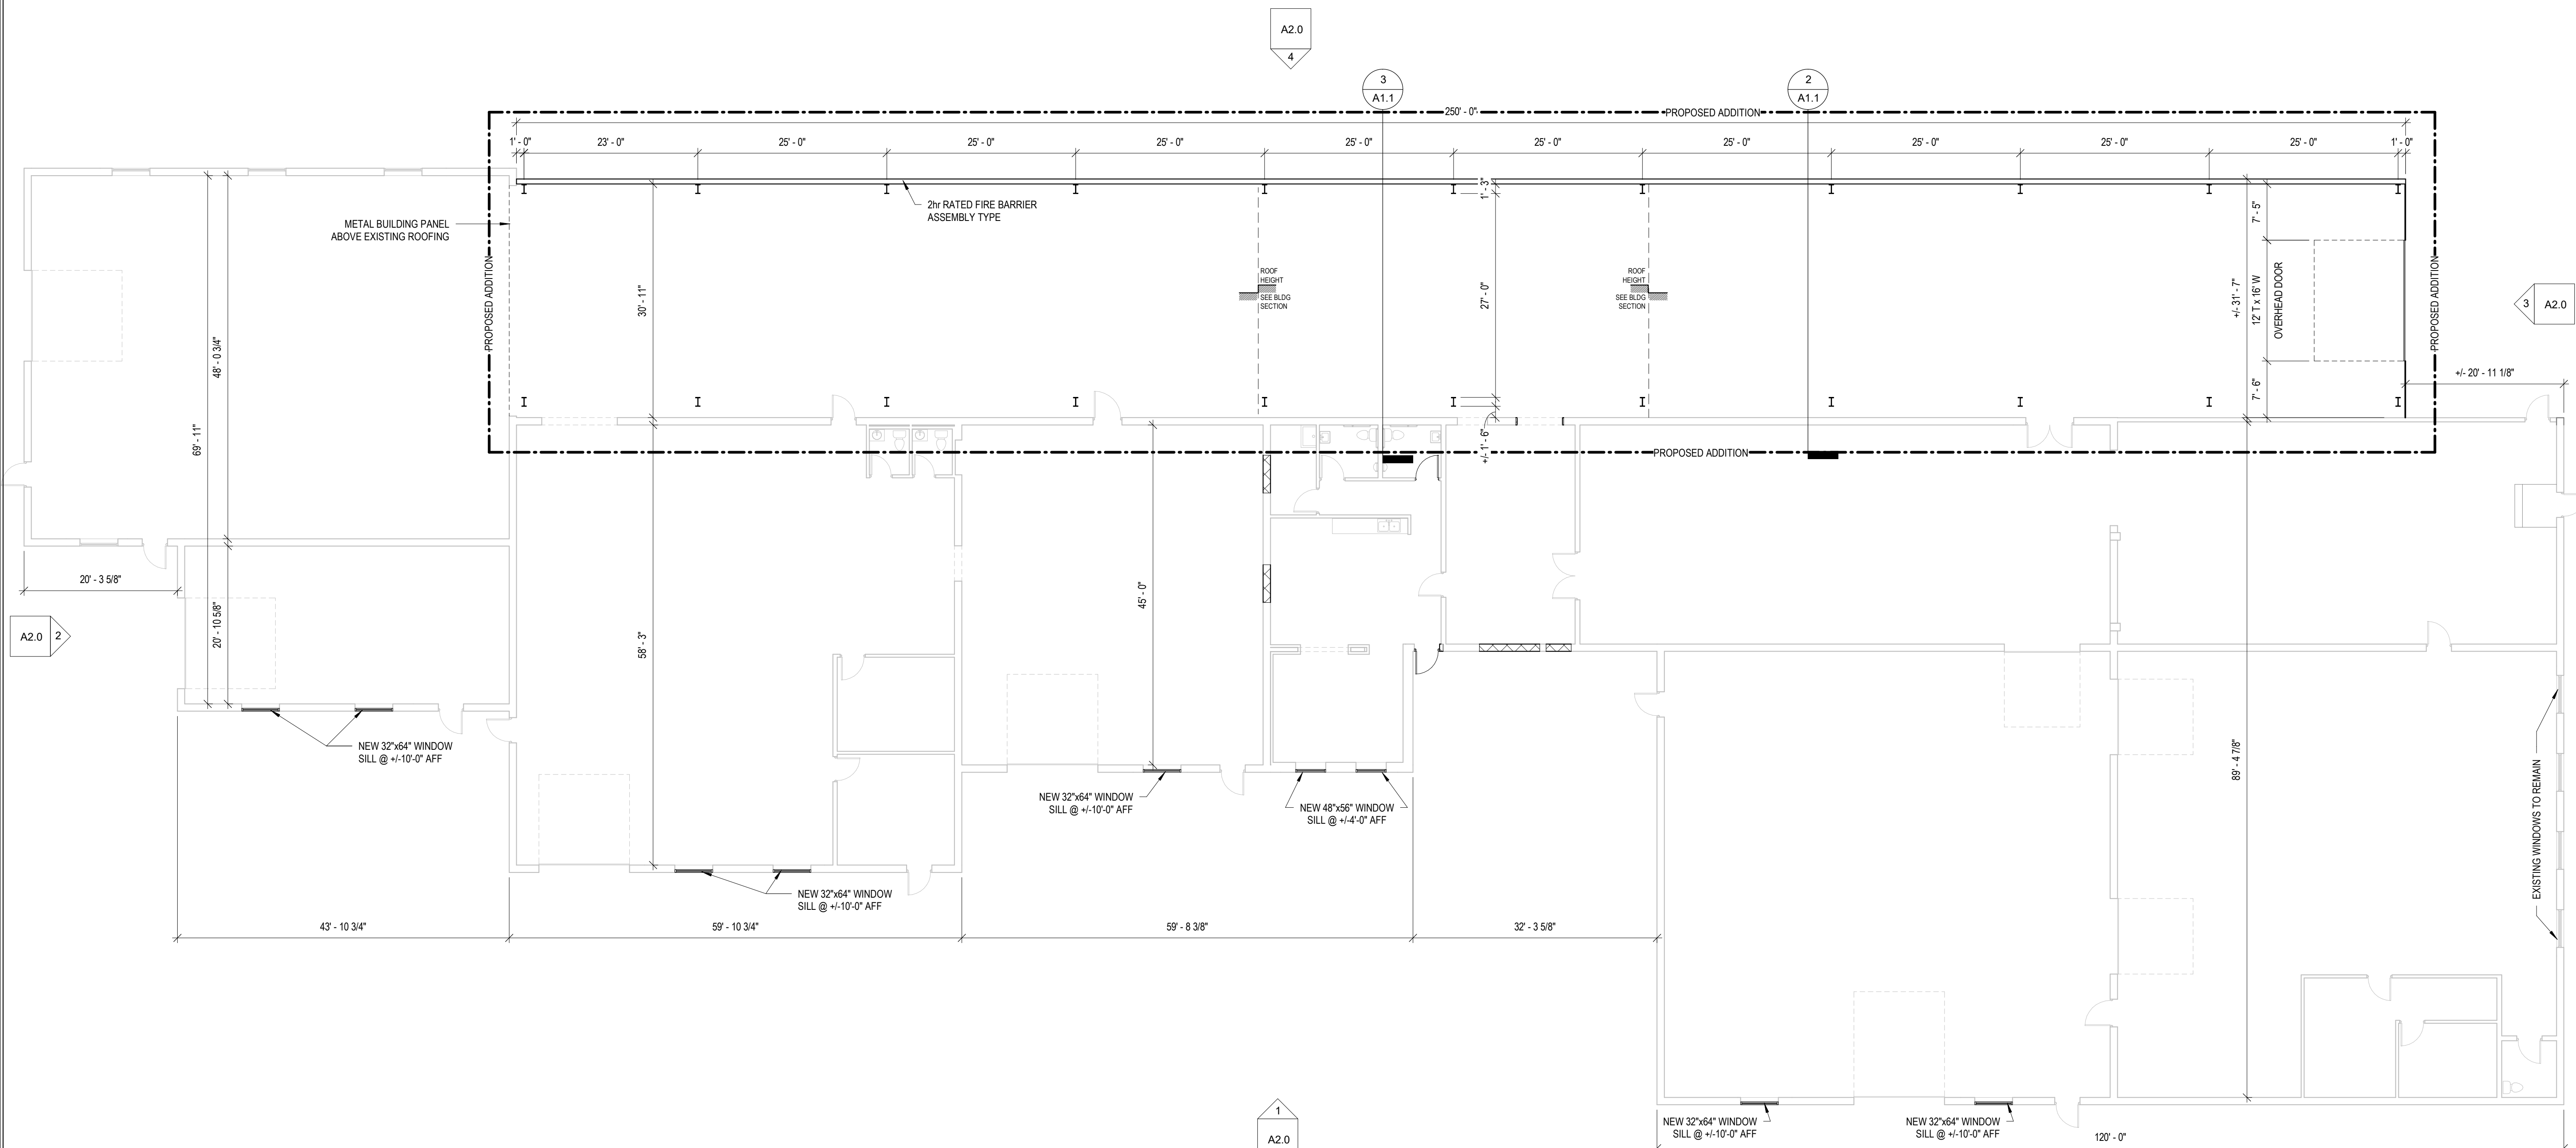 A2.0
4
3
A1.1
2
A1.1
250' - 0"
PROPOSED ADDITION
1' - 0"
23' - 0"
25' - 0"
25' - 0"
25' - 0"
25' - 0"
25' - 0"
25' - 0"
25' - 0"
25' - 0"
25' - 0"
1' - 0"
METAL BUILDING PANEL
ABOVE EXISTING ROOFING
2hr RATED FIRE BARRIER
ASSEMBLY TYPE
PROPOSED ADDITION
30' - 11"
ROOF
HEIGHT
SEE BLDG
SECTION
1' - 3"
27' - 0"
+/- 1' - 6"
ROOF
HEIGHT
SEE BLDG
SECTION
+/- 31' - 7"
7' - 5"
12' T x 16' W
OVERHEAD DOOR
7' - 6"
PROPOSED ADDITION
3
A2.0
+/- 20' - 11 1/8"
PROPOSED ADDITION
69' - 11"
48' - 0 3/4"
20' - 3 5/8"
20' - 10 5/8"
A2.0
2
58' - 3"
45' - 0"
89' - 4 7/8"
EXISTING WINDOWS TO REMAIN
NEW 32"x64" WINDOW
SILL @ +/-10'-0" AFF
NEW 32"x64" WINDOW
SILL @ +/-10'-0" AFF
NEW 48"x56" WINDOW
SILL @ +/-4'-0" AFF
NEW 32"x64" WINDOW
SILL @ +/-10'-0" AFF
43' - 10 3/4"
59' - 10 3/4"
59' - 8 3/8"
32' - 3 5/8"
1
A2.0
NEW 32"x64" WINDOW
SILL @ +/-10'-0" AFF
NEW 32"x64" WINDOW
SILL @ +/-10'-0" AFF
120' - 0"